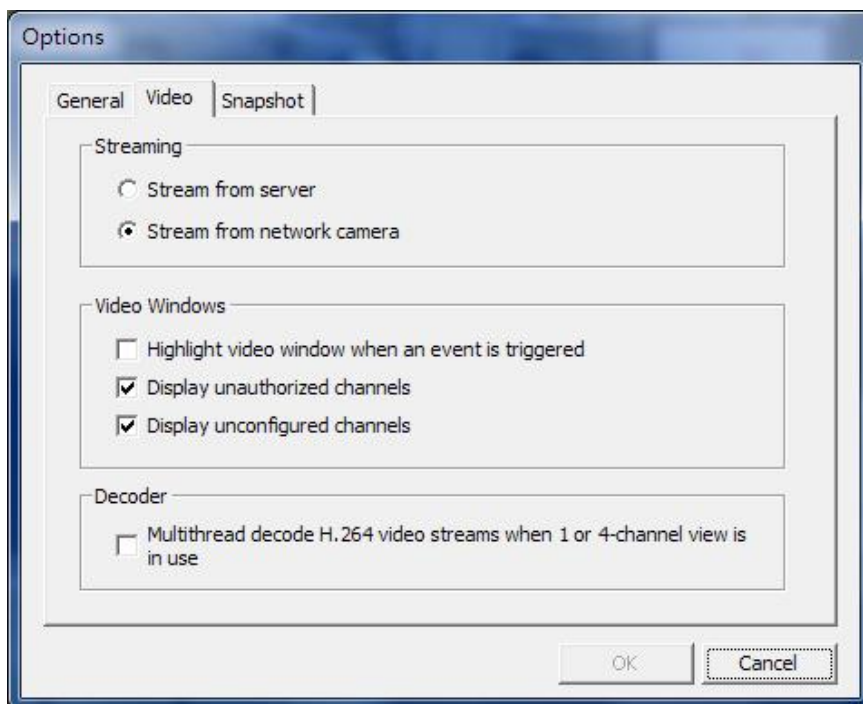 Options
General Video Snapshot
Streaming
Stream from server
Stream from network camera
Video Windows
Highlight video window when an event is triggered
Display unauthorized channels
Display unconfigured channels
Decoder
Multithread decode H.264 video streams when 1 or 4-channel view is
in use
OK Cancel